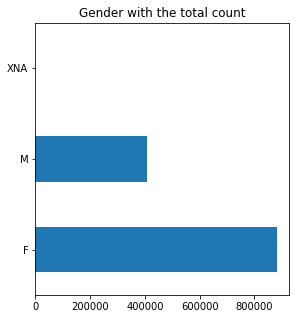 Gender with the total count
XNA
M
F
0 200000 400000 600000 800000